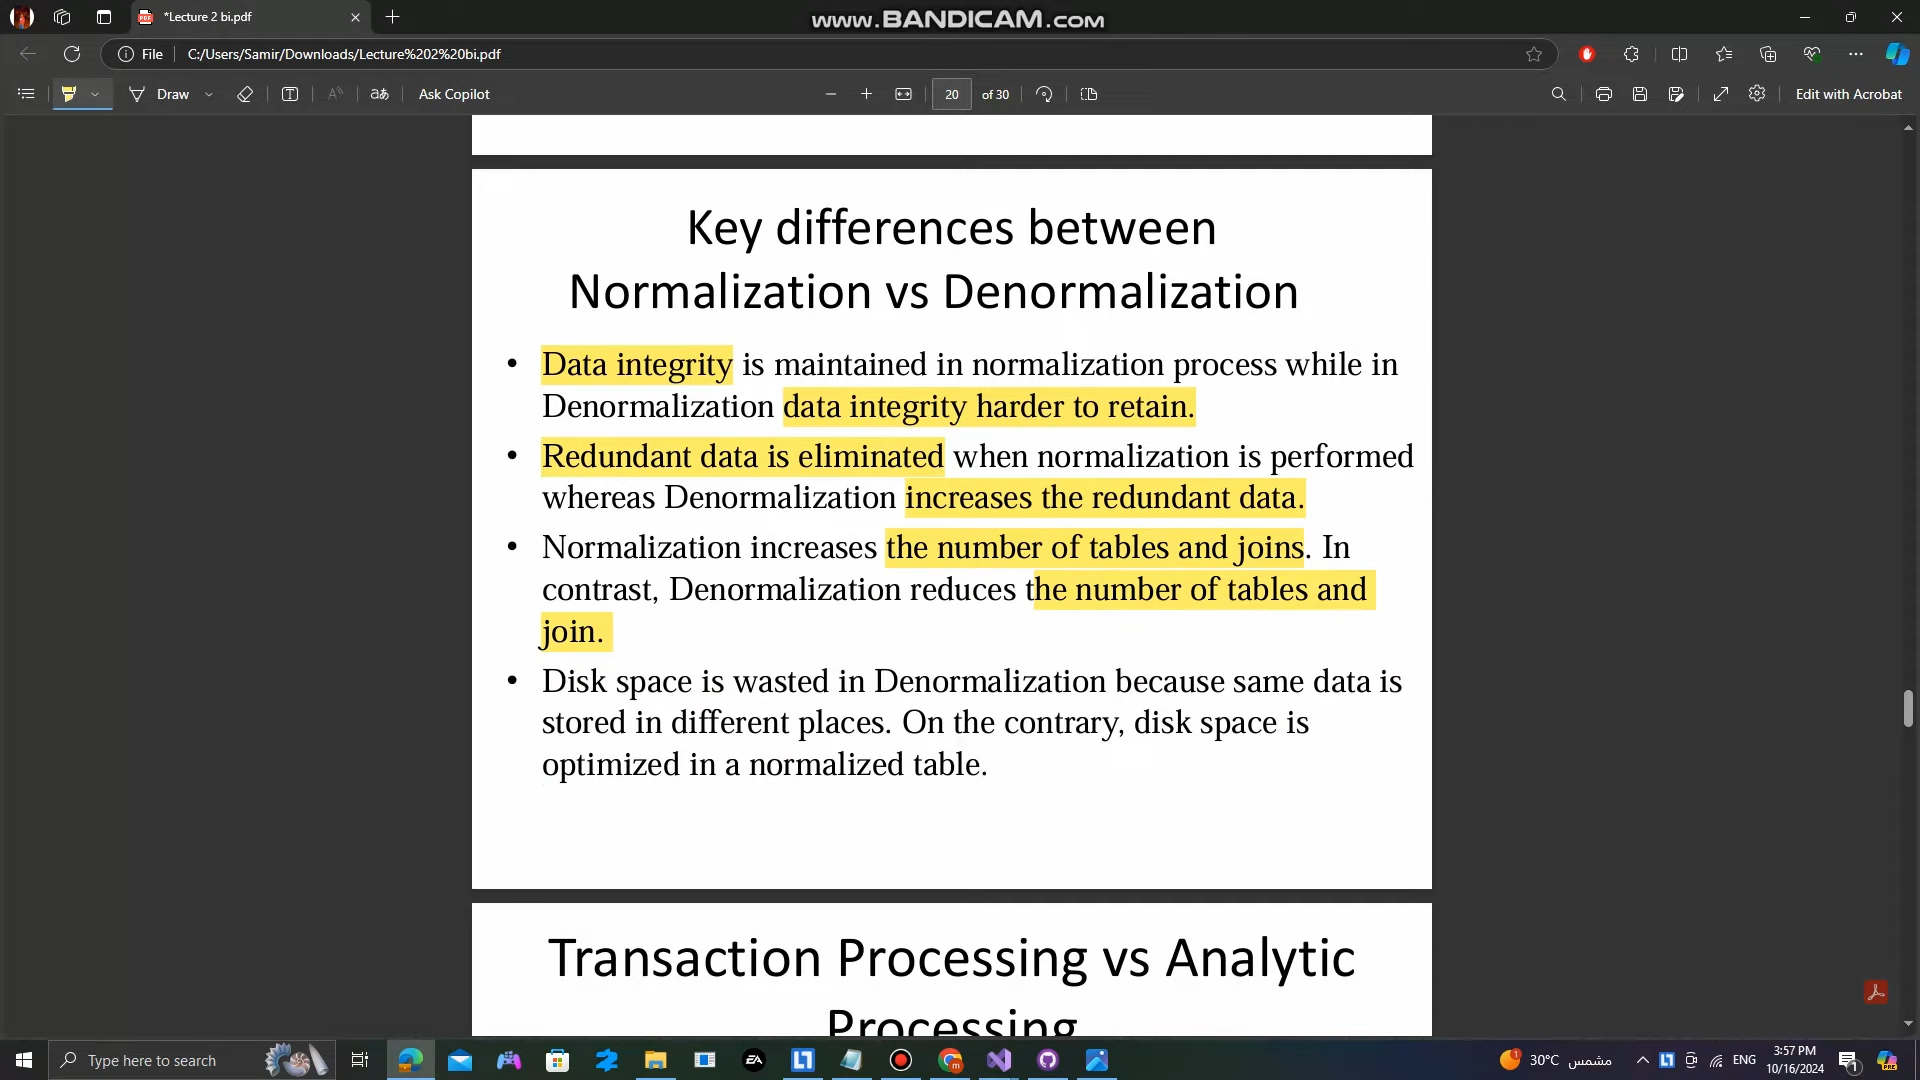 *Lecture 2 bi.pdf
www.BANDICAM.com
File
C:/Users/Samir/Downloads/Lecture%202%20bi.pdf
Draw
aあ
Ask Copilot
20
of 30
Edit with Acrobat
Key differences between
Normalization vs Denormalization
• Data integrity is maintained in normalization process while in
Denormalization data integrity harder to retain.
• Redundant data is eliminated when normalization is performed
whereas Denormalization increases the redundant data.
• Normalization increases the number of tables and joins. In
contrast, Denormalization reduces the number of tables and
join.
• Disk space is wasted in Denormalization because same data is
stored in different places. On the contrary, disk space is
optimized in a normalized table.
Transaction Processing vs Analytic
Processing
Type here to search
EA
30°C مشمس
ENG
3:57 PM
10/16/2024
1